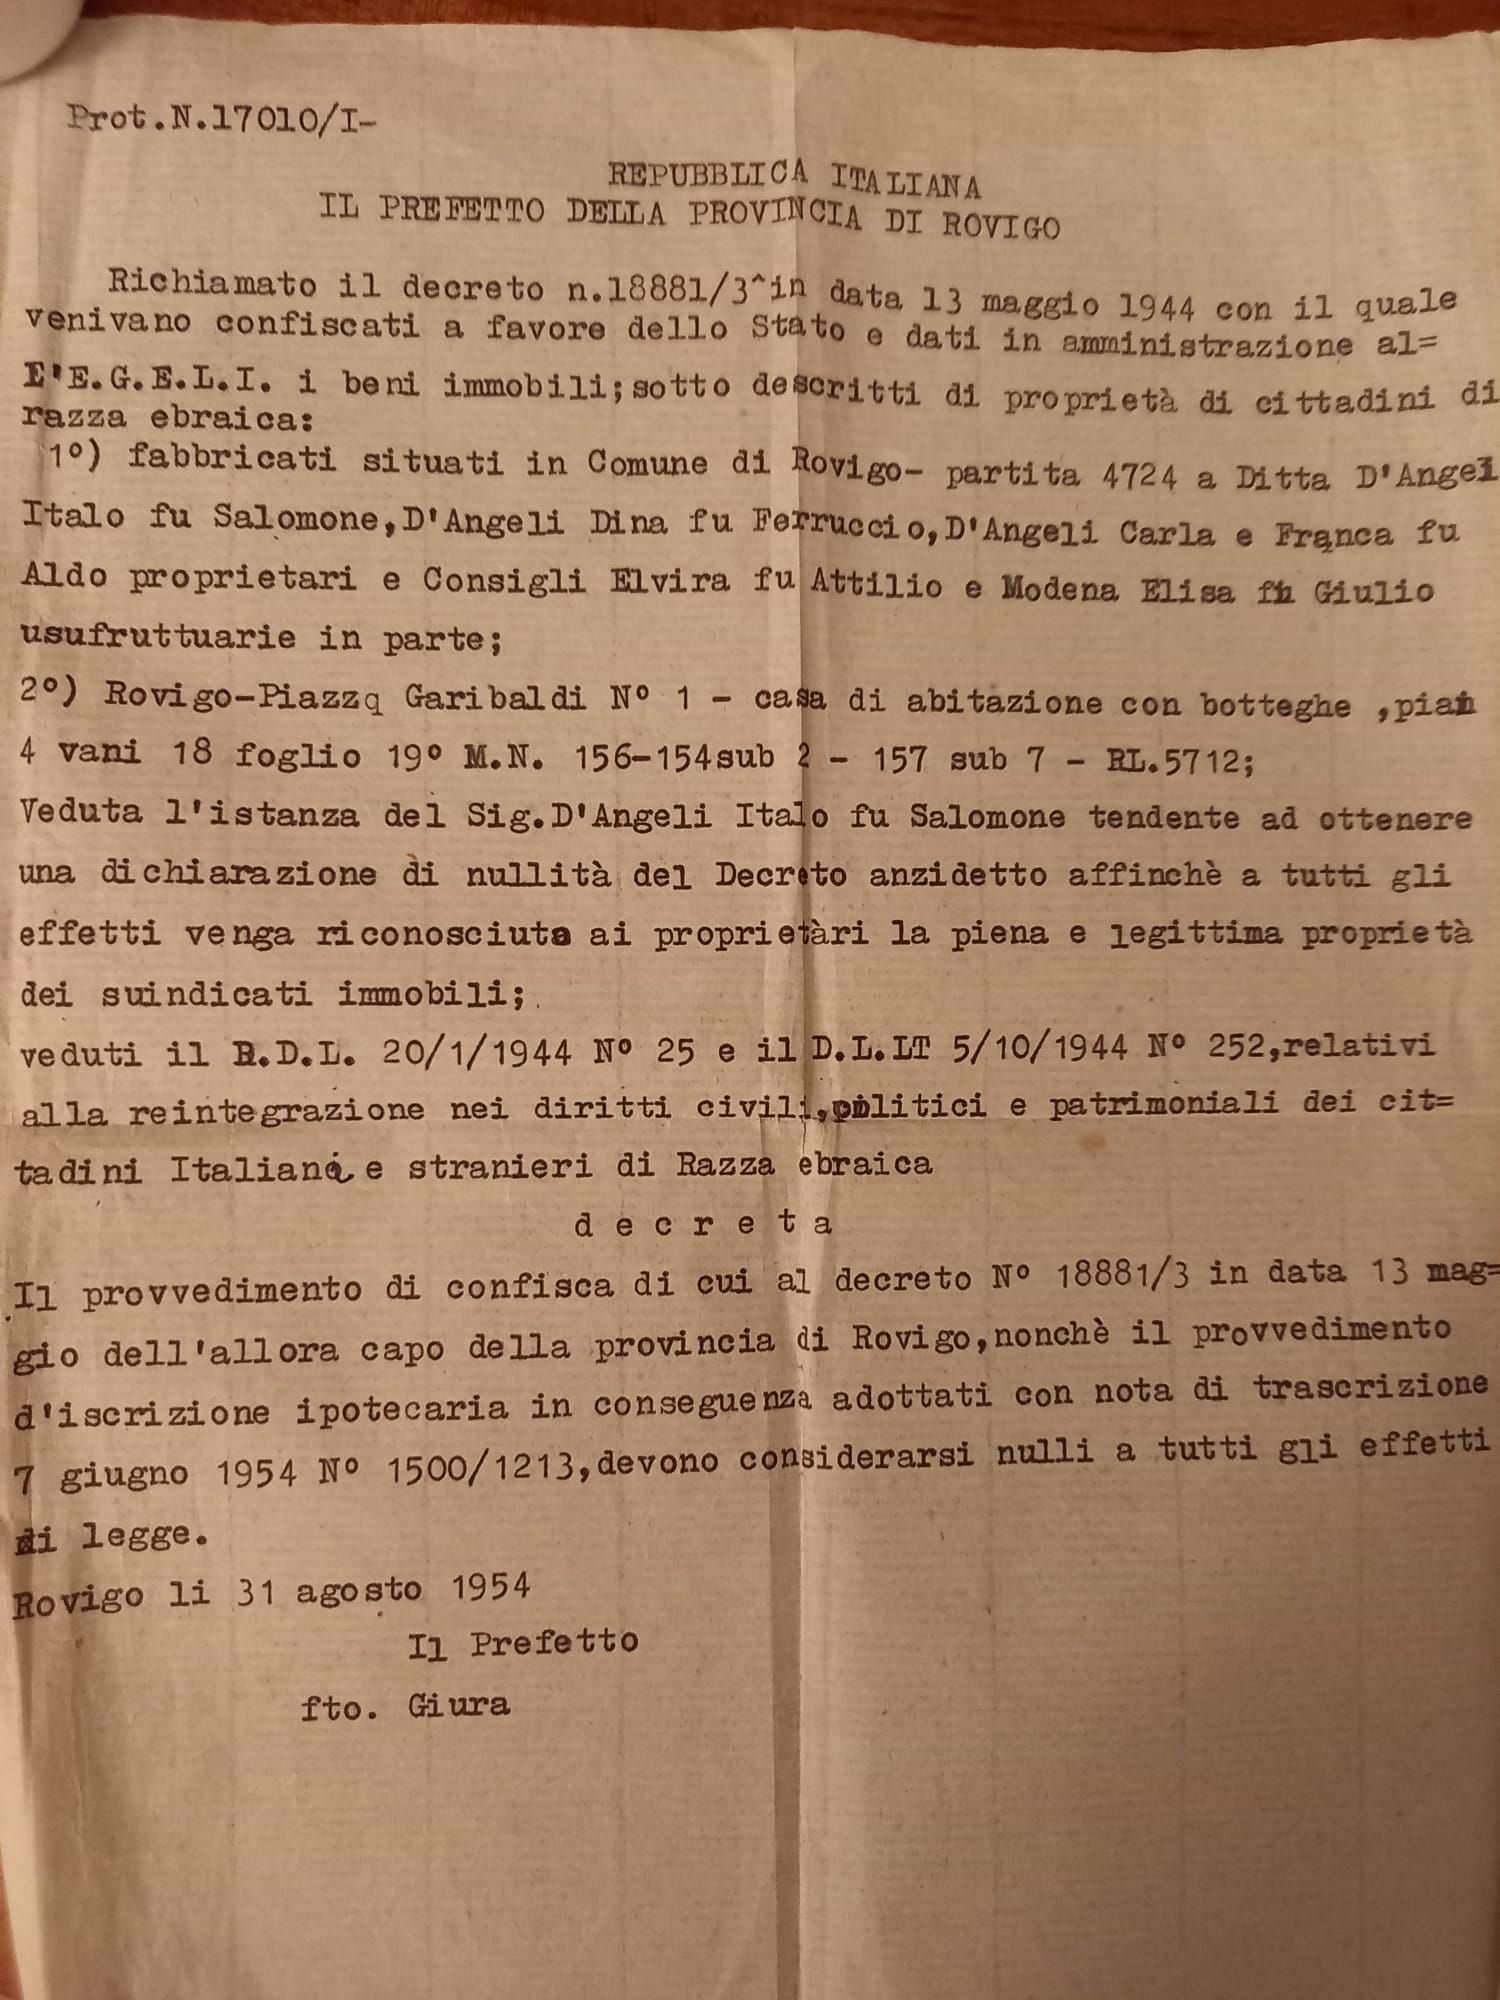 Prot.N.17010/I-
REPUBBLICA ITALIANA
IL PREFETTO DELLA PROVINCIA DI ROVIGO
Richiamato il decreto n.18881/3^in data 13 maggio 1944 con il quale
venivano confiscati a favore dello Stato e dati in amministrazione al=
l'E.G.E.L.I. i beni immobili;sotto descritti di proprietà di cittadini di
razza ebraica:
1º) fabbricati situati in Comune di Rovigo- partita 4724 a Ditta D'Angel
Italo fu Salomone,D'Angeli Dina fu Ferruccio,D'Angeli Carla e Franca fu
Aldo proprietari e Consigli Elvira fu Attilio e Modena Elisa fu Giulio
usufruttuarie in parte;
2º) Rovigo-Piazzq Garibaldi Nº 1 - casa di abitazione con botteghe ,pian
4 vani 18 foglio 19º M.N. 156-154sub 2 - 157 sub 7 - RL.5712;
Veduta l'istanza del Sig.D'Angeli Italo fu Salomone tendente ad ottenere
una dichiarazione di nullità del Decreto anzidetto affinchè a tutti gli
effetti venga riconosciuta ai proprietàri la piena e legittima proprietà
dei suindicati immobili;
veduti il R.D.L. 20/1/1944 Nº 25 e il D.L.LT 5/10/1944 Nº 252,relativi
alla reintegrazione nei diritti civili,politici e patrimoniali dei cit=
tadini Italiani e stranieri di Razza ebraica
d e c r e t a
Il provvedimento di confisca di cui al decreto Nº 18881/3 in data 13 mag=
gio dell'allora capo della provincia di Rovigo,nonchè il provvedimento
d'iscrizione ipotecaria in conseguenza adottati con nota di trascrizione
7 giugno 1954 Nº 1500/1213,devono considerarsi nulli a tutti gli effetti
di legge.
Rovigo li 31 agosto 1954
Il Prefetto
fto. Giura